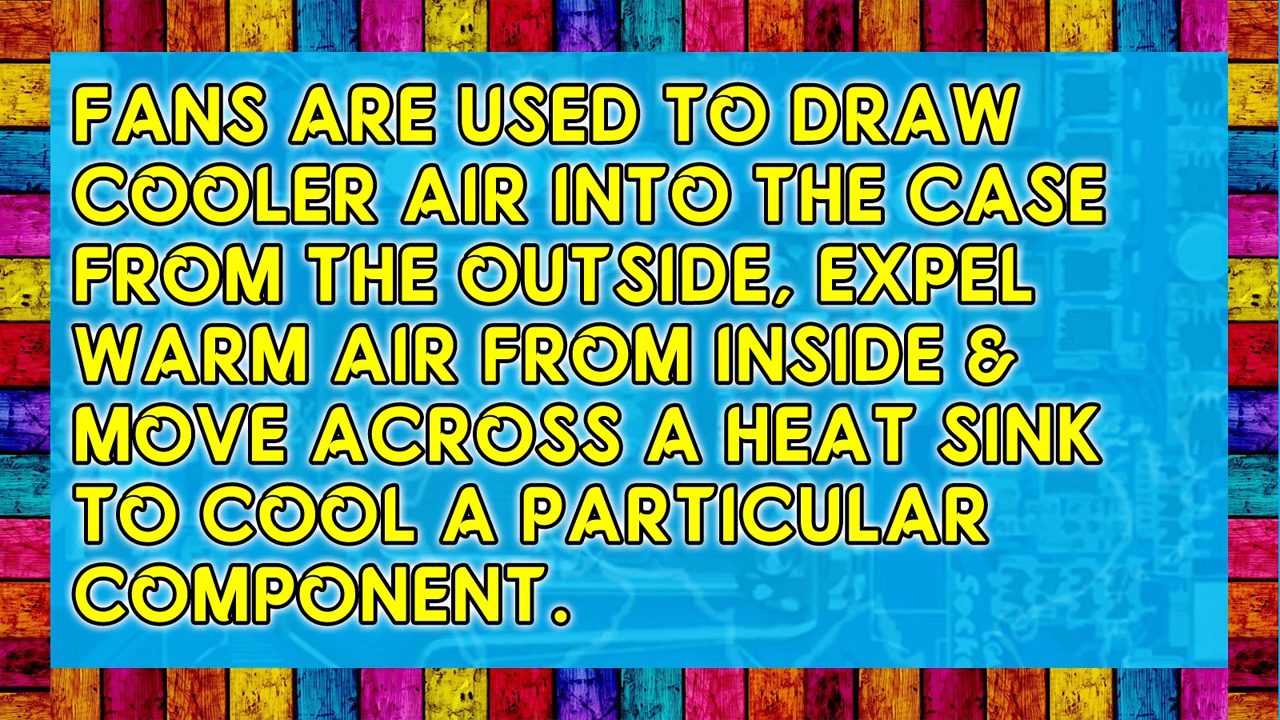 FANS ARE USED TO DRAW
COOLER AIR INTO THE CASE
FROM THE OUTSIDE, EXPEL
WARM AIR FROM INSIDE &
MOVE ACROSS A HEAT SINK
TO COOL A PARTICULAR
COMPONENT.